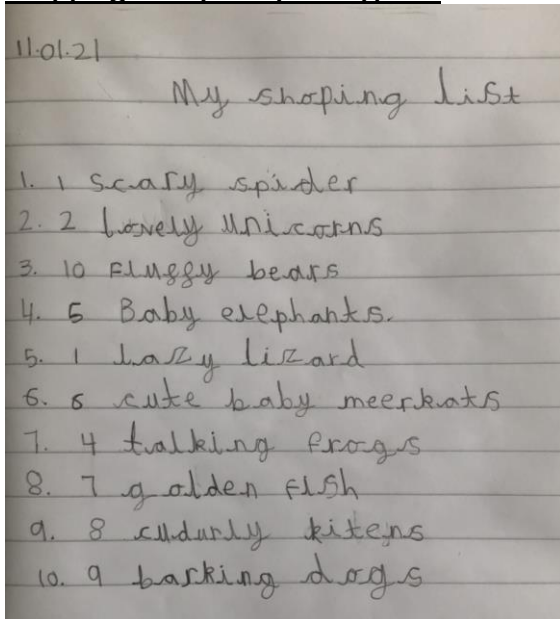 11.01.21
My shoping list
1. 1 scary spider
2. 2 lovely unicorns
3. 10 Fluffy bears
4. 5 Baby elephants.
5. 1 lazy lizard
6. 6 cute baby meerkats
7. 4 talking frogs
8. 7 golden fish
9. 8 cudurly kitens
10. 9 barking dogs